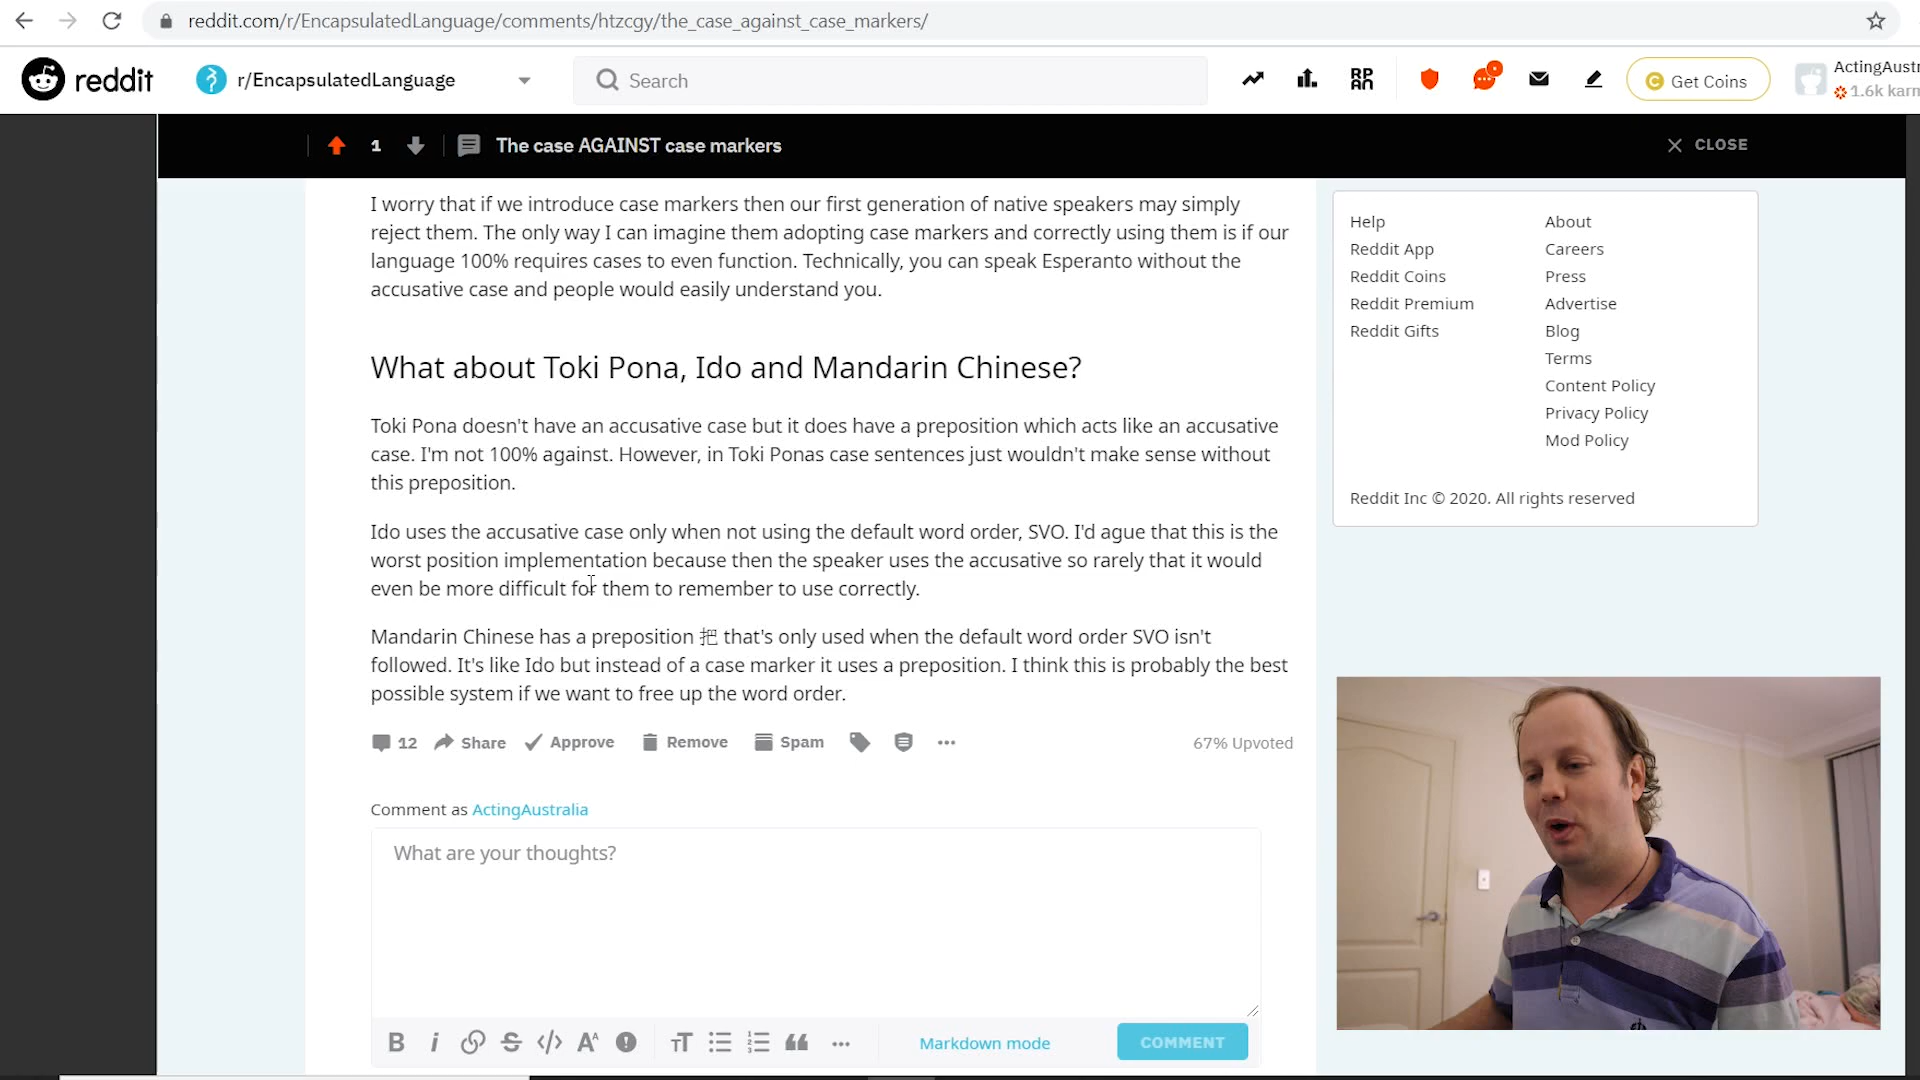 reddit.com/r/EncapsulatedLanguage/comments/htzcgy/the_case_against_case_markers/
reddit
r/EncapsulatedLanguage
Search
Get Coins
ActingAustr
1.6k karm
1
The case AGAINST case markers
CLOSE
I worry that if we introduce case markers then our first generation of native speakers may simply
reject them. The only way I can imagine them adopting case markers and correctly using them is if our
language 100% requires cases to even function. Technically, you can speak Esperanto without the
accusative case and people would easily understand you.
What about Toki Pona, Ido and Mandarin Chinese?
Toki Pona doesn't have an accusative case but it does have a preposition which acts like an accusative
case. I'm not 100% against. However, in Toki Ponas case sentences just wouldn't make sense without
this preposition.
Ido uses the accusative case only when not using the default word order, SVO. I'd ague that this is the
worst position implementation because then the speaker uses the accusative so rarely that it would
even be more difficult for them to remember to use correctly.
Mandarin Chinese has a preposition 把 that's only used when the default word order SVO isn't
followed. It's like Ido but instead of a case marker it uses a preposition. I think this is probably the best
possible system if we want to free up the word order.
12
Share
Approve
Remove
Spam
67% Upvoted
Comment as ActingAustralia
What are your thoughts?
Markdown mode
COMMENT
Help
Reddit App
Reddit Coins
Reddit Premium
Reddit Gifts
About
Careers
Press
Advertise
Blog
Terms
Content Policy
Privacy Policy
Mod Policy
Reddit Inc © 2020. All rights reserved